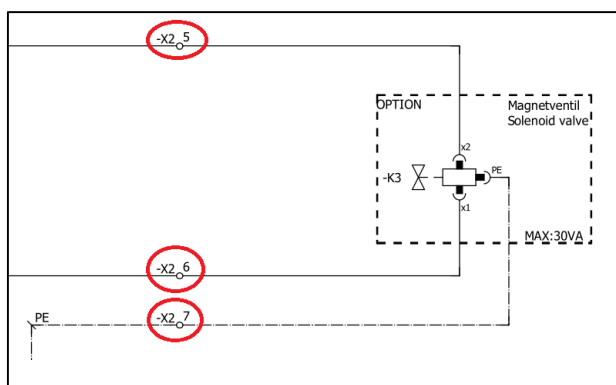 -X2 5
OPTION
Magnetventil
Solenoid valve
x2
-K3
PE
x1
MAX:30VA
-X2 6
PE
-X2 7